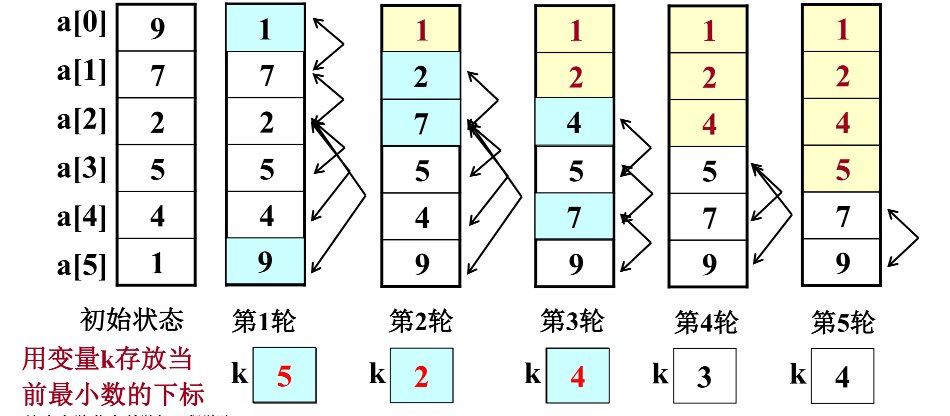 a[0] 9 1 1 1 1 1
a[1] 7 7 2 2 2 2
a[2] 2 2 7 4 4 4
a[3] 5 5 5 5 5 5
a[4] 4 4 4 7 7 7
a[5] 1 9 9 9 9 9
初始状态 第1轮 第2轮 第3轮 第4轮 第5轮
用变量k存放当
前最小数的下标
k 5 k 2 k 4 k 3 k 4